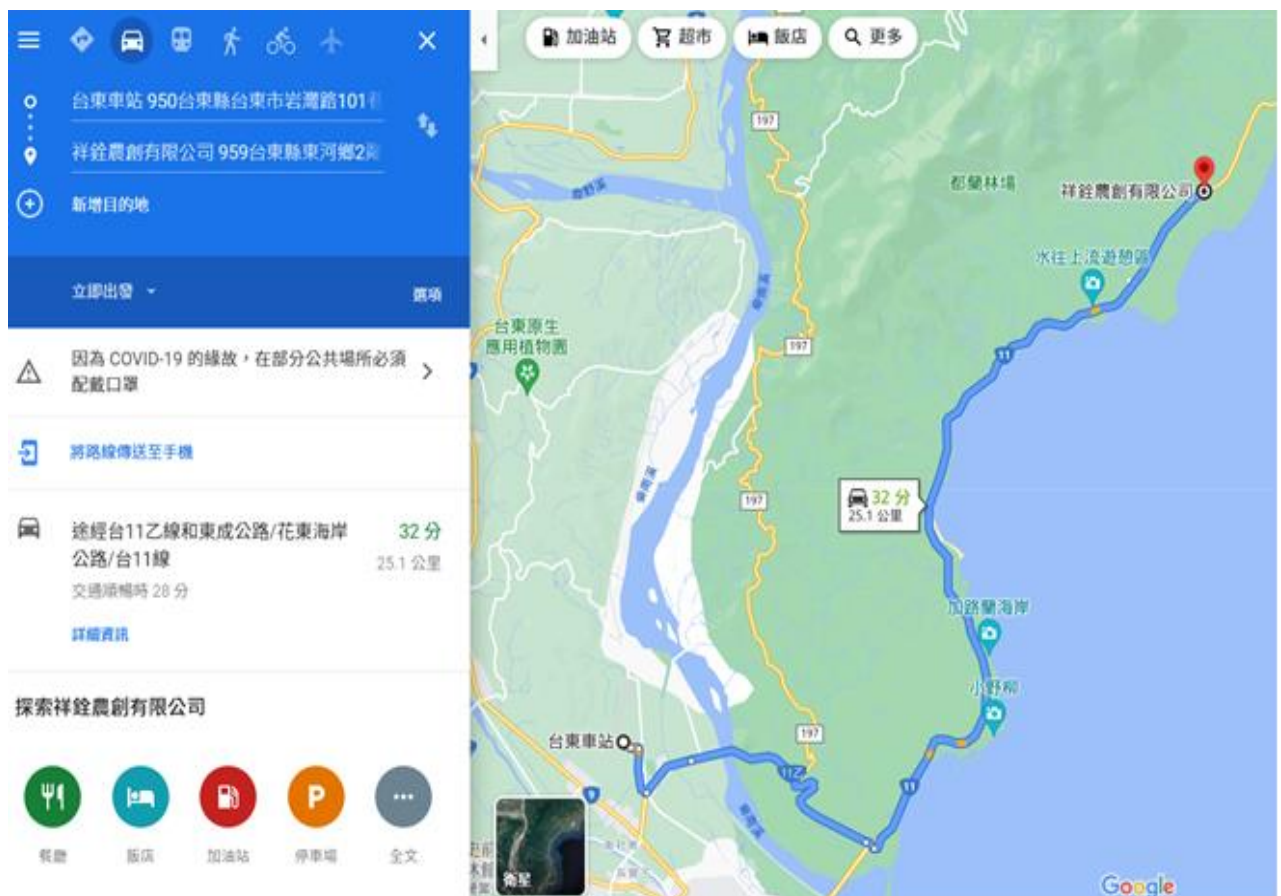 台東車站 950台東縣台東市岩灣路101
祥銓農創有限公司 959台東縣東河鄉2
新增目的地
立即出發
選項
因為 COVID-19 的緣故,在部分公共場所必須
配戴口罩
將路線傳送至手機
途經台11乙線和東成公路/花東海岸
公路/台11線
32 分
25.1 公里
交通順暢時 28 分
詳細資訊
探索祥銓農創有限公司
餐廳
飯店
加油站
停車場
全文
加油站
超市
飯店
更多
197
都蘭林場
祥銓農創有限公司
水往上流遊憩區
台東原生
應用植物園
197
11
197
32 分
25.1 公里
加路蘭海岸
小野柳
台東車站
197
11乙
11
9
衛星
Google